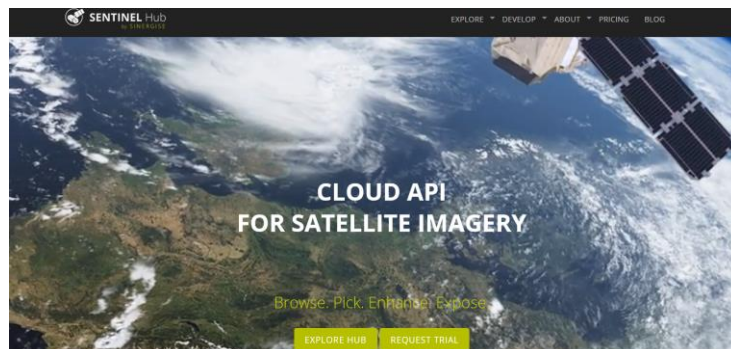 SENTINEL Hub
by SINERGISE
EXPLORE DEVELOP ABOUT PRICING BLOG
CLOUD API
FOR SATELLITE IMAGERY
Browse. Pick. Enhance. Expose.
EXPLORE HUB REQUEST TRIAL